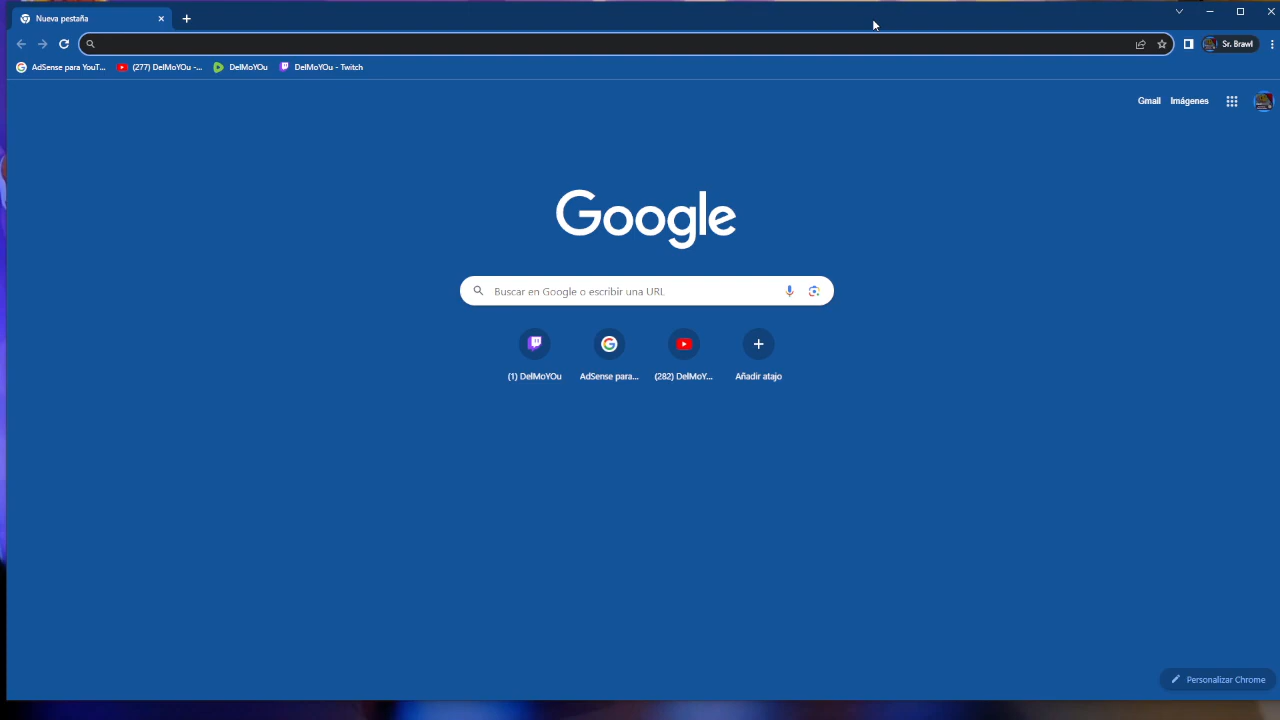 Nueva pestaña
Sr. Brawl
AdSense para YouT... (277) DelMoYOu -... DelMoYOu DelMoYOu - Twitch
Gmail Imágenes
Google
Buscar en Google o escribir una URL
(1) DelMoYOu AdSense para... (282) DelMoY... Añadir atajo
Personalizar Chrome